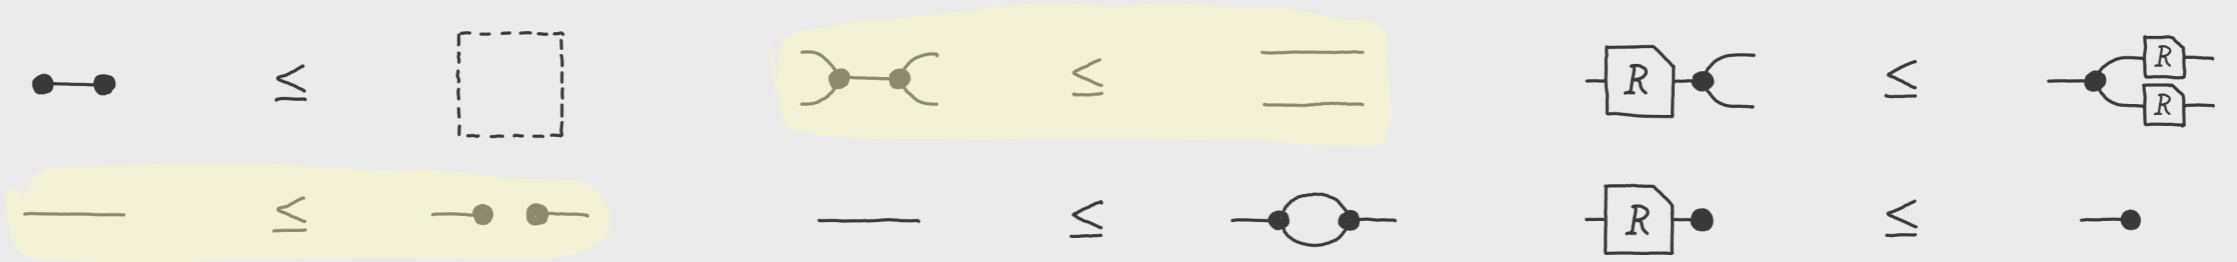 ≤ ≤ R ≤ R R
≤ ≤ R ≤